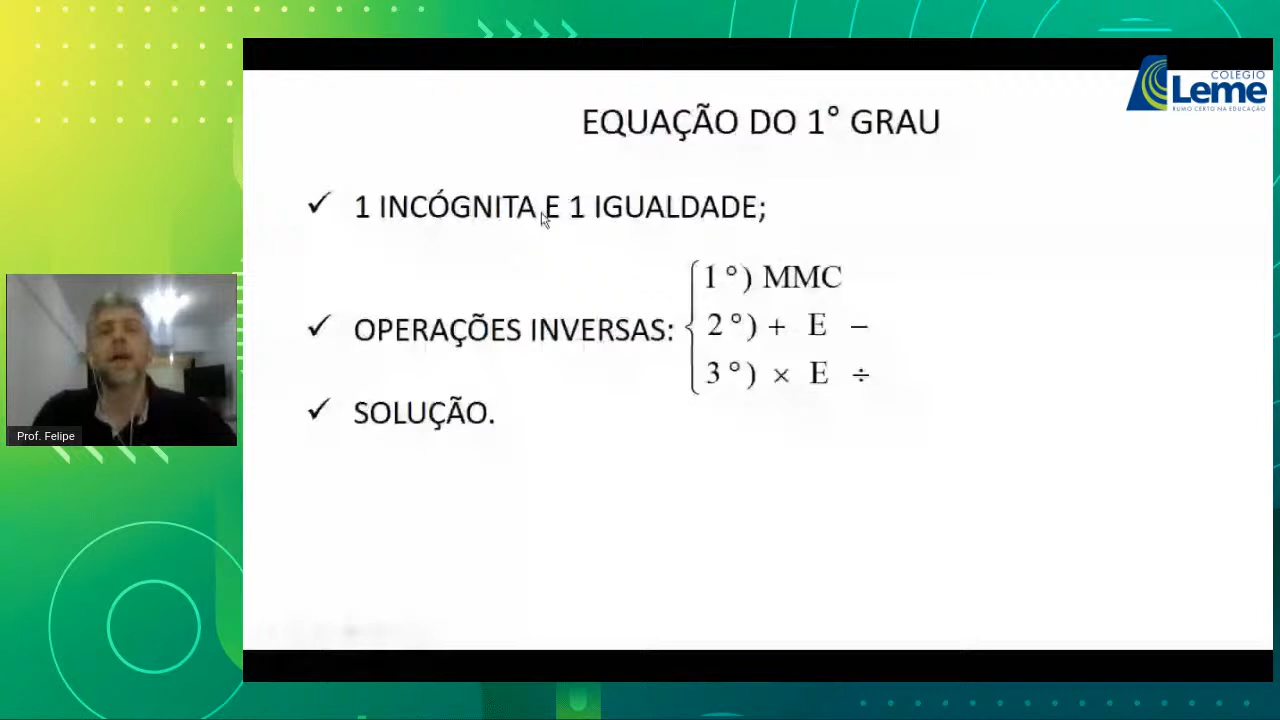 COLEGIO
Leme
RUMO CERTO NA EDUCAÇÃO
EQUAÇÃO DO 1° GRAU
✓ 1 INCÓGNITA E 1 IGUALDADE;
✓ OPERAÇÕES INVERSAS:
1°) MMC
2°) + E −
3°) × E ÷
✓ SOLUÇÃO.
Prof. Felipe